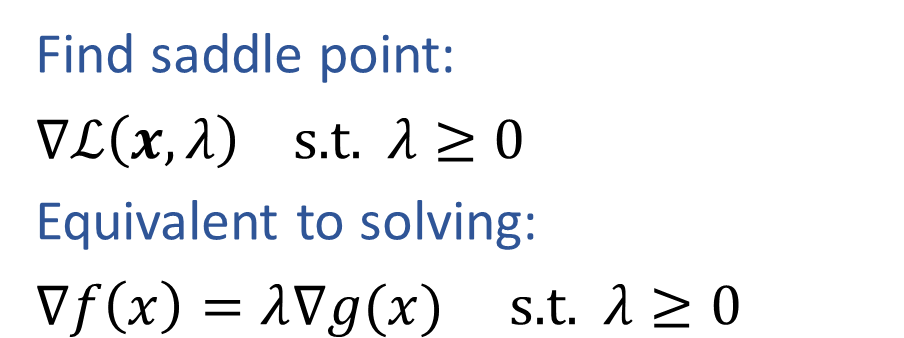 Find saddle point:
∇ℒ(𝒙, λ) s.t. λ ≥ 0
Equivalent to solving:
∇f(x) = λ∇g(x) s.t. λ ≥ 0